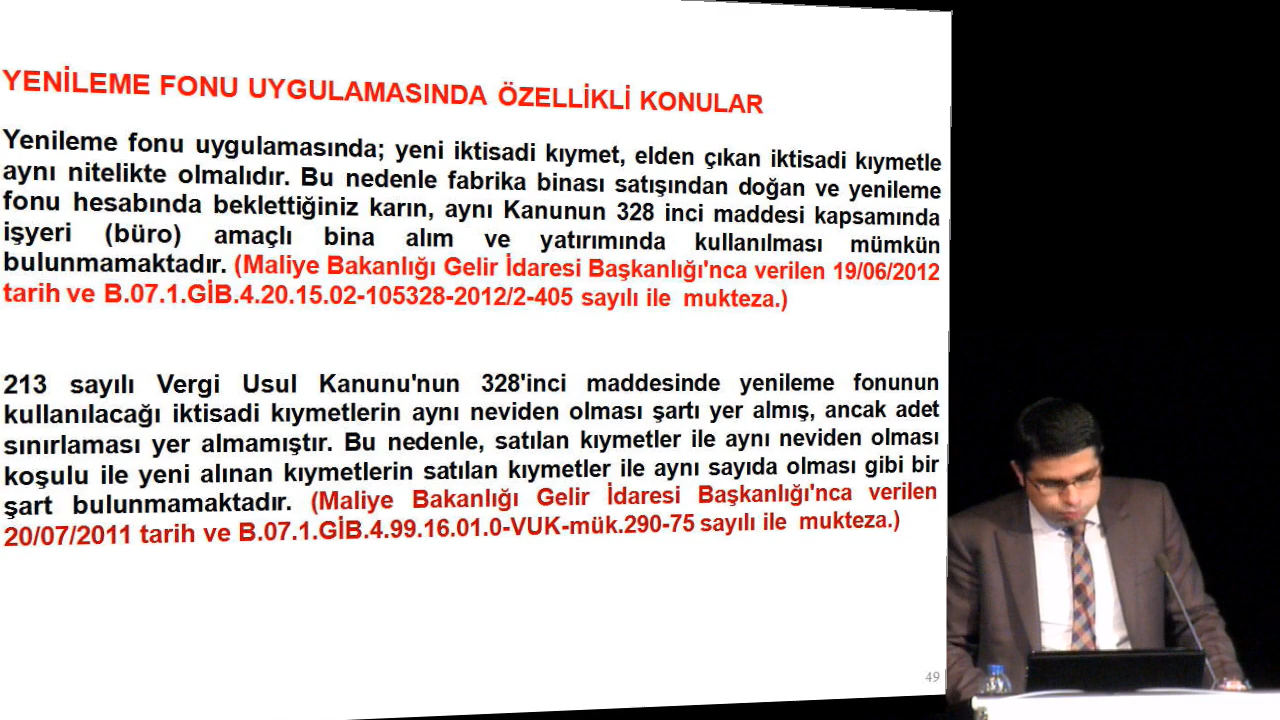 YENİLEME FONU UYGULAMASINDA ÖZELLİKLİ KONULAR
Yenileme fonu uygulamasında; yeni iktisadi kıymet, elden çıkan iktisadi kıymetle
aynı nitelikte olmalıdır. Bu nedenle fabrika binası satışından doğan ve yenileme
fonu hesabında beklettiğiniz karın, aynı Kanunun 328 inci maddesi kapsamında
işyeri (büro) amaçlı bina alım ve yatırımında kullanılması mümkün
bulunmamaktadır. (Maliye Bakanlığı Gelir İdaresi Başkanlığı'nca verilen 19/06/2012
tarih ve B.07.1.GİB.4.20.15.02-105328-2012/2-405 sayılı ile mukteza.)
213 sayılı Vergi Usul Kanunu'nun 328'inci maddesinde yenileme fonunun
kullanılacağı iktisadi kıymetlerin aynı neviden olması şartı yer almış, ancak adet
sınırlaması yer almamıştır. Bu nedenle, satılan kıymetler ile aynı neviden olması
koşulu ile yeni alınan kıymetlerin satılan kıymetler ile aynı sayıda olması gibi bir
şart bulunmamaktadır. (Maliye Bakanlığı Gelir İdaresi Başkanlığı'nca verilen
20/07/2011 tarih ve B.07.1.GİB.4.99.16.01.0-VUK-mük.290-75 sayılı ile mukteza.)
49